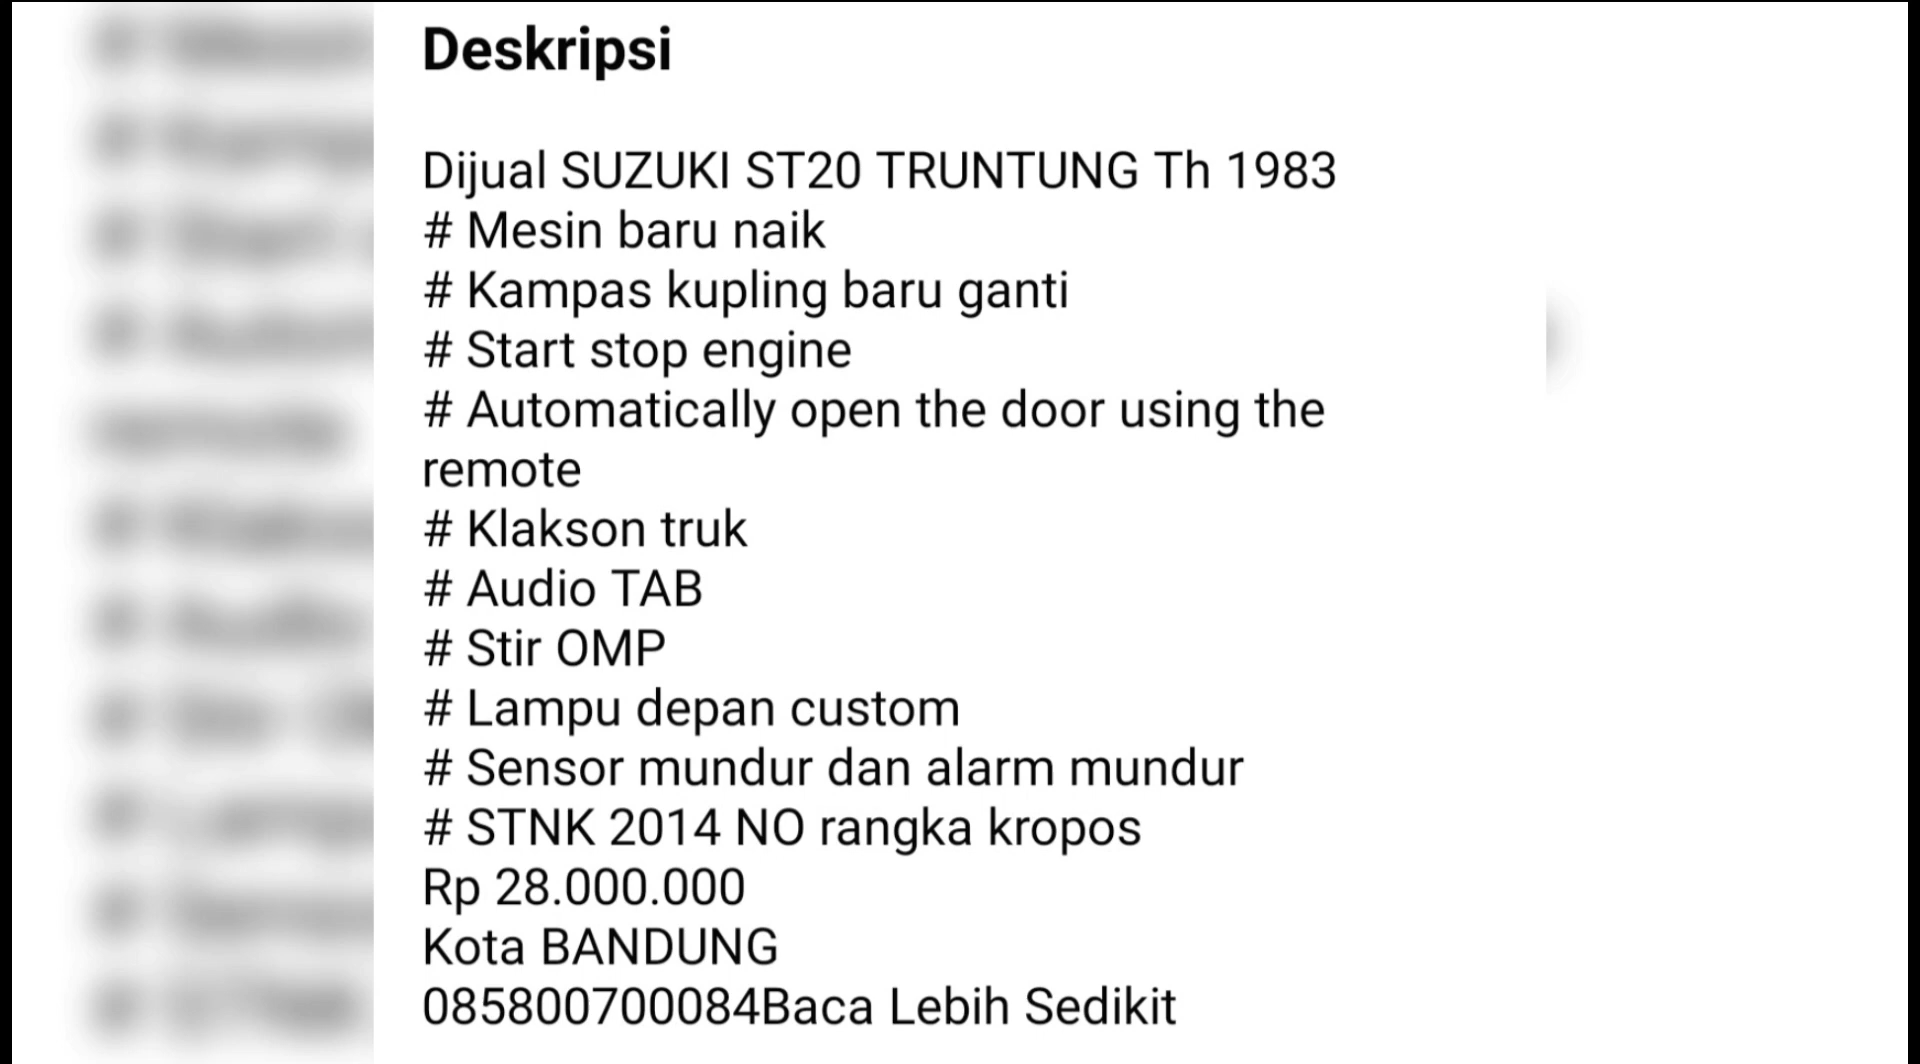 Deskripsi
Dijual SUZUKI ST20 TRUNTUNG Th 1983
# Mesin baru naik
# Kampas kupling baru ganti
# Start stop engine
# Automatically open the door using the
remote
# Klakson truk
# Audio TAB
# Stir OMP
# Lampu depan custom
# Sensor mundur dan alarm mundur
# STNK 2014 NO rangka kropos
Rp 28.000.000
Kota BANDUNG
085800700084Baca Lebih Sedikit